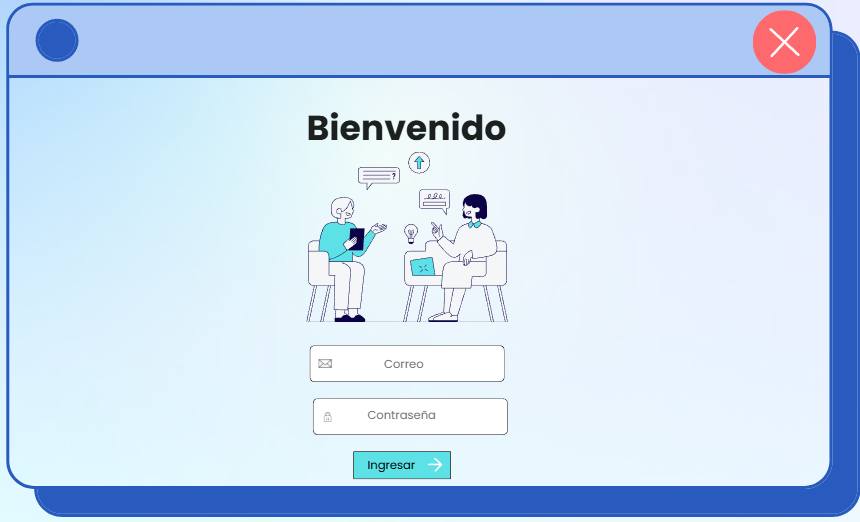 Bienvenido
?
Correo
Contraseña
Ingresar